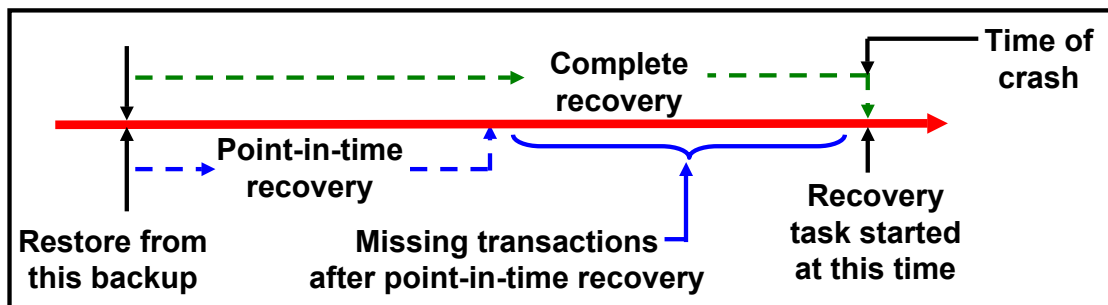 Complete
recovery
Time of
crash
Point-in-time
recovery
Restore from
this backup
Missing transactions
after point-in-time recovery
Recovery
task started
at this time